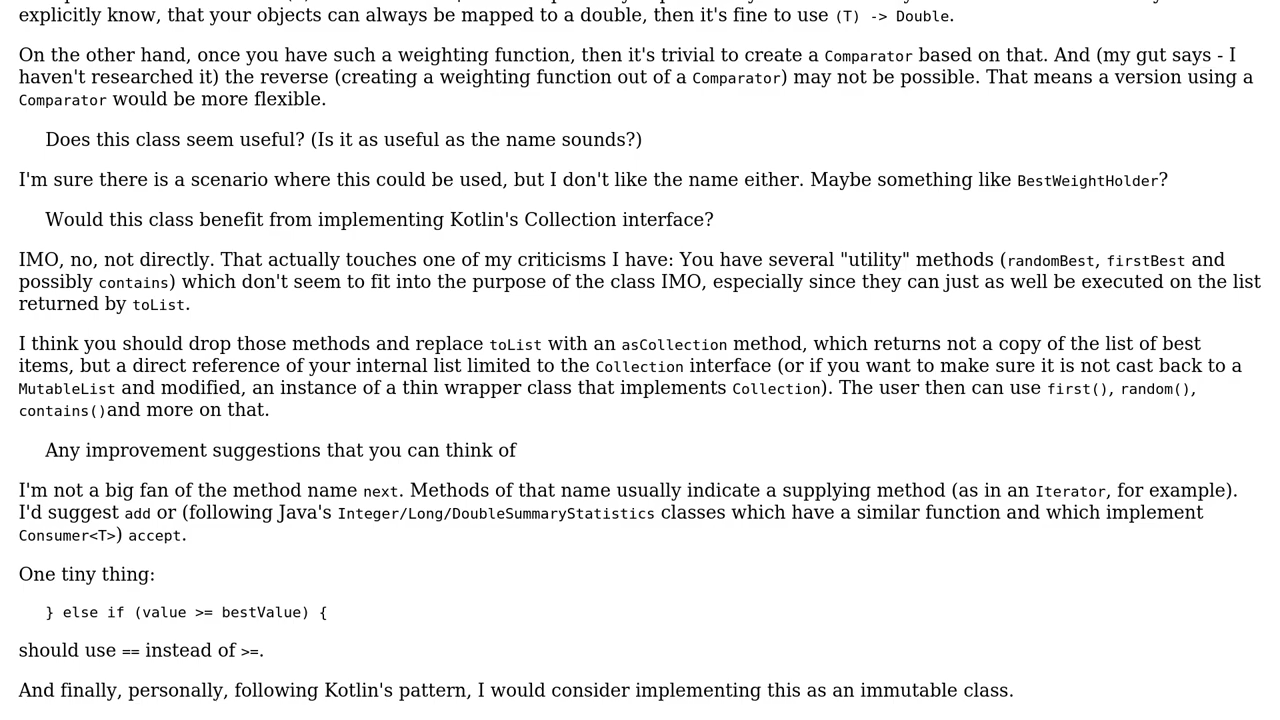 explicitly know, that your objects can always be mapped to a double, then it's fine to use (T) -> Double.
On the other hand, once you have such a weighting function, then it's trivial to create a Comparator based on that. And (my gut says - I
haven't researched it) the reverse (creating a weighting function out of a Comparator) may not be possible. That means a version using a
Comparator would be more flexible.
Does this class seem useful? (Is it as useful as the name sounds?)
I'm sure there is a scenario where this could be used, but I don't like the name either. Maybe something like BestWeightHolder?
Would this class benefit from implementing Kotlin's Collection interface?
IMO, no, not directly. That actually touches one of my criticisms I have: You have several "utility" methods (randomBest, firstBest and
possibly contains) which don't seem to fit into the purpose of the class IMO, especially since they can just as well be executed on the list
returned by toList.
I think you should drop those methods and replace toList with an asCollection method, which returns not a copy of the list of best
items, but a direct reference of your internal list limited to the Collection interface (or if you want to make sure it is not cast back to a
MutableList and modified, an instance of a thin wrapper class that implements Collection). The user then can use first(), random(),
contains()and more on that.
Any improvement suggestions that you can think of
I'm not a big fan of the method name next. Methods of that name usually indicate a supplying method (as in an Iterator, for example).
I'd suggest add or (following Java's Integer/Long/DoubleSummaryStatistics classes which have a similar function and which implement
Consumer<T>) accept.
One tiny thing:
} else if (value >= bestValue) {
should use == instead of >=.
And finally, personally, following Kotlin's pattern, I would consider implementing this as an immutable class.